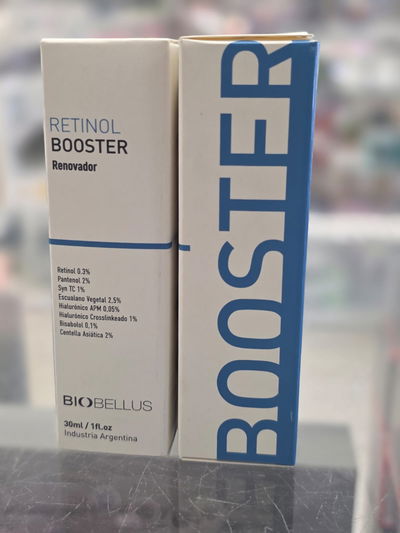 RETINOL
BOOSTER
Renovador
Retinol 0.3%
Pantenol 2%
Syn TC 1%
Escualano Vegetal 2,5%
Hialurónico APM 0,05%
Hialurónico Crosslinkeado 1%
Bisabolol 0,1%
Centella Asiática 2%
BIOBELLUS
30ml / 1fl.oz
Industria Argentina
BOOSTER